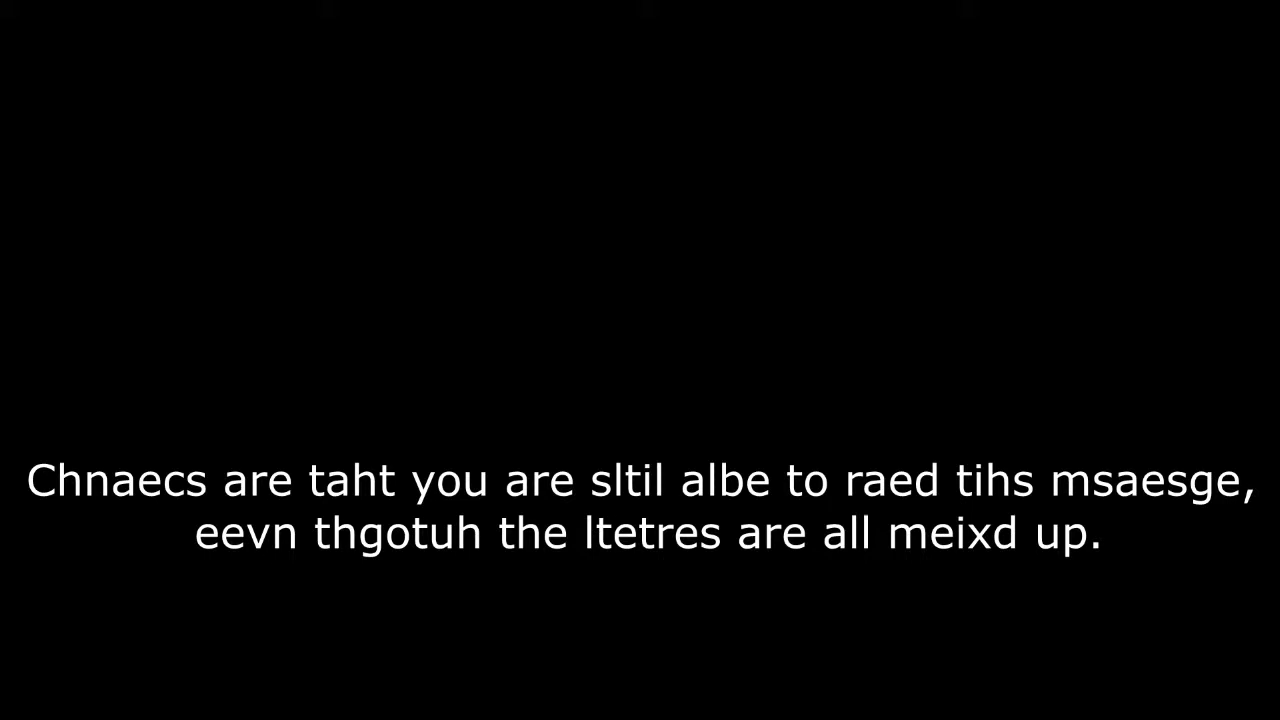 Chnaecs are taht you are sltil albe to raed tihs msaesge,
eevn thgotuh the ltetres are all meixd up.